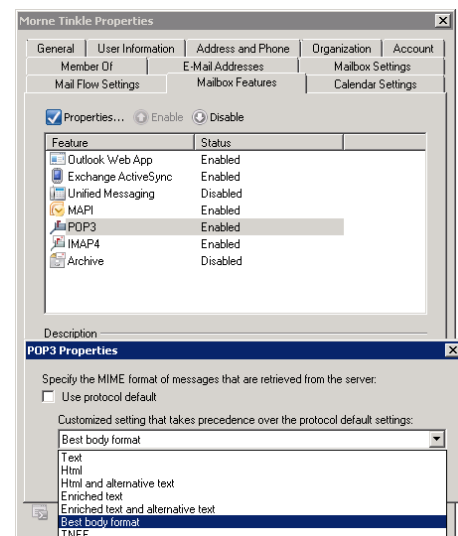 Morne Tinkle Properties
General User Information Address and Phone Organization Account
Member Of E-Mail Addresses Mailbox Settings
Mail Flow Settings Mailbox Features Calendar Settings
Properties... Enable Disable
Feature Status
Outlook Web App Enabled
Exchange ActiveSync Enabled
Unified Messaging Disabled
MAPI Enabled
POP3 Enabled
IMAP4 Enabled
Archive Disabled
Description
POP3 Properties
Specify the MIME format of messages that are retrieved from the server:
Use protocol default
Customized setting that takes precedence over the protocol default settings:
Best body format
Text
Html
Html and alternative text
Enriched text
Enriched text and alternative text
Best body format
TNEF